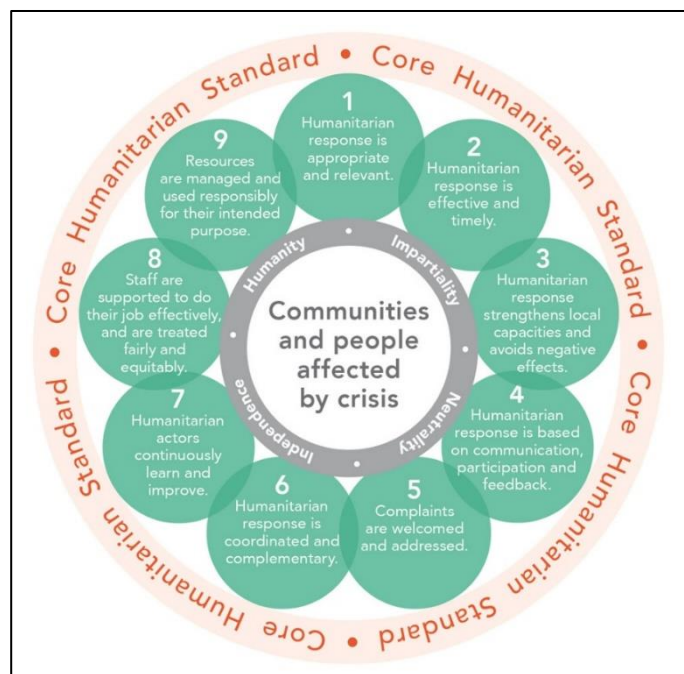 Core Humanitarian Standard • Core Humanitarian Standard • Core Humanitarian Standard • Core Humanitarian Standard •
1
Humanitarian
response is
appropriate
and relevant.
2
Humanitarian
response is
effective and
timely.
3
Humanitarian
response
strengthens local
capacities and
avoids negative
effects.
4
Humanitarian
response is based
on communication,
participation and
feedback.
5
Complaints
are welcomed
and addressed.
6
Humanitarian
response is
coordinated and
complementary.
7
Humanitarian
actors
continuously
learn and
improve.
8
Staff are
supported to do
their job effectively,
and are treated
fairly and
equitably.
9
Resources
are managed and
used responsibly
for their intended
purpose.
Humanity • Impartiality • Neutrality • Independence •
Communities
and people
affected
by crisis